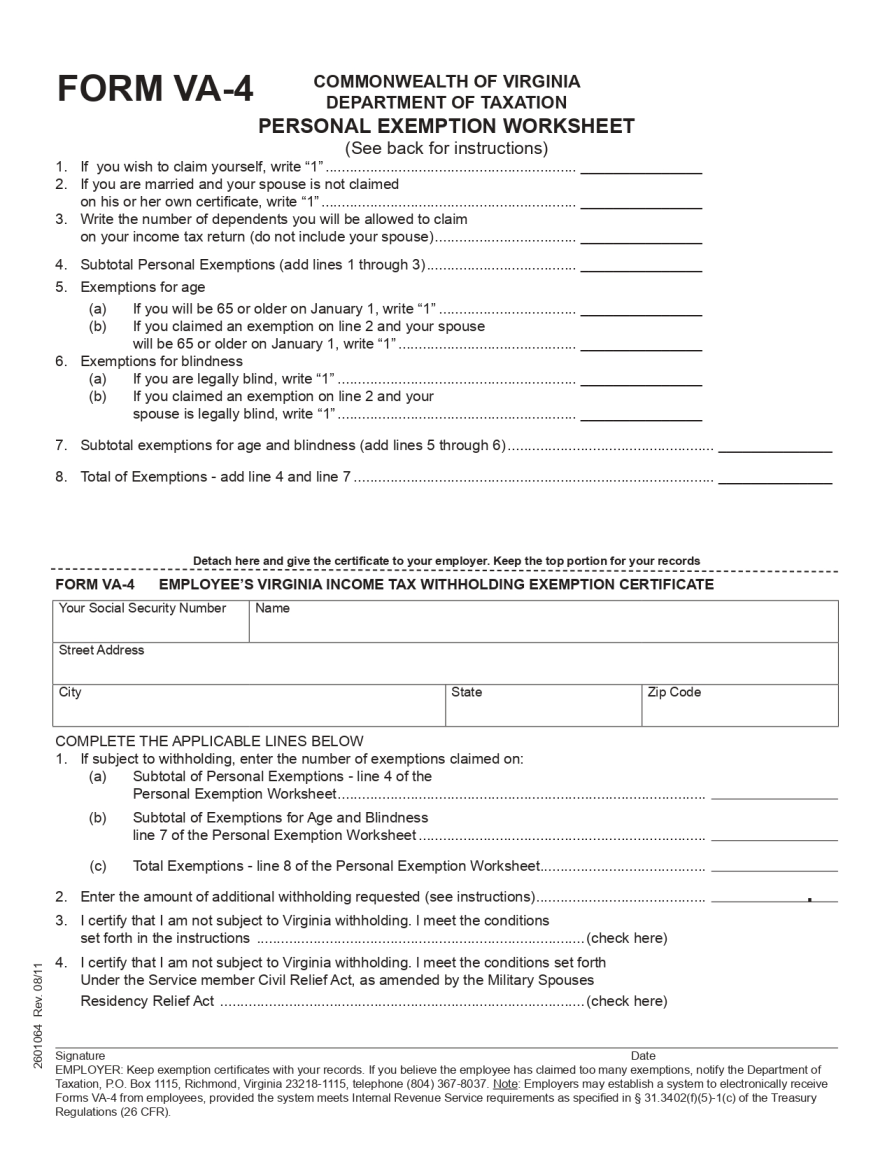 FORM VA-4
COMMONWEALTH OF VIRGINIA
DEPARTMENT OF TAXATION
PERSONAL EXEMPTION WORKSHEET
(See back for instructions)
1. If  you wish to claim yourself, write “1” .............................................................. _______________
2. If you are married and your spouse is not claimed
on his or her own certificate, write “1” ............................................................... _______________
3. Write the number of dependents you will be allowed to claim
on your income tax return (do not include your spouse)................................... _______________
4. Subtotal Personal Exemptions (add lines 1 through 3)..................................... _______________
5. Exemptions for age
(a) If you will be 65 or older on January 1, write “1” .................................. _______________
(b) If you claimed an exemption on line 2 and your spouse
will be 65 or older on January 1, write “1” ............................................ _______________
6. Exemptions for blindness
(a) If you are legally blind, write “1” ........................................................... _______________
(b) If you claimed an exemption on line 2 and your
spouse is legally blind, write “1” ........................................................... _______________
7. Subtotal exemptions for age and blindness (add lines 5 through 6)................................................... ______________
8. Total of Exemptions - add line 4 and line 7 ......................................................................................... ______________
Detach here and give the certificate to your employer. Keep the top portion for your records
FORM VA-4 EMPLOYEE’S VIRGINIA INCOME TAX WITHHOLDING EXEMPTION CERTIFICATE
Your Social Security Number Name
Street Address
City State Zip Code
COMPLETE THE APPLICABLE LINES BELOW
1. If subject to withholding, enter the number of exemptions claimed on:
(a) Subtotal of Personal Exemptions - line 4 of the
Personal Exemption Worksheet........................................................................................... _______________
(b) Subtotal of Exemptions for Age and Blindness
line 7 of the Personal Exemption Worksheet ....................................................................... _______________
(c) Total Exemptions - line 8 of the Personal Exemption Worksheet........................................ _______________
2. Enter the amount of additional withholding requested (see instructions).......................................... ____________.___
3. I certify that I am not subject to Virginia withholding. I meet the conditions
set forth in the instructions .................................................................................(check here)
4. I certify that I am not subject to Virginia withholding. I meet the conditions set forth
Under the Service member Civil Relief Act, as amended by the Military Spouses
Residency Relief Act ..........................................................................................(check here)
2601064  Rev. 08/11
Signature Date
EMPLOYER: Keep exemption certificates with your records. If you believe the employee has claimed too many exemptions, notify the Department of
Taxation, P.O. Box 1115, Richmond, Virginia 23218-1115, telephone (804) 367-8037. Note: Employers may establish a system to electronically receive
Forms VA-4 from employees, provided the system meets Internal Revenue Service requirements as specified in § 31.3402(f)(5)-1(c) of the Treasury
Regulations (26 CFR).